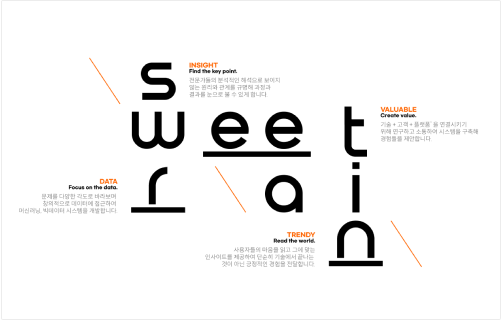 s
weet
r a in
INSIGHT
Find the key point.
전문가들의 분석적인 해석으로 보이지
않는 원리와 관계를 규명해 과정과
결과를 눈으로 볼 수 있게 합니다.
VALUABLE
Create value.
기술 + 고객 + 플랫폼 을 연결시키기
위해 연구하고 소통하여 시스템을 구축해
경험들을 제안합니다.
DATA
Focus on the data.
문제를 다양한 각도로 바라보며
창의적으로 데이터에 접근하여
머신러닝, 빅데이터 시스템을 개발합니다.
TRENDY
Read the world.
사용자들의 마음을 읽고 그에 맞는
인사이트를 제공하며 단순히 기술에서 끝나는
것이 아닌 긍정적인 경험을 전달합니다.